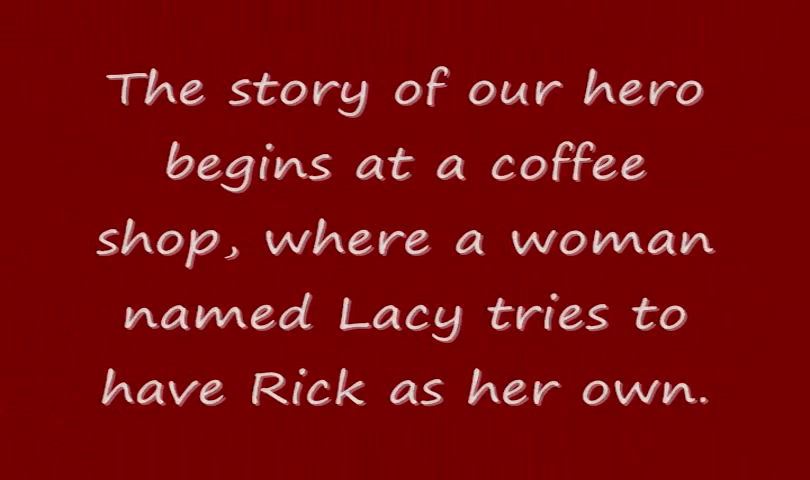 The story of our hero
begins at a coffee
shop, where a woman
named Lacy tries to
have Rick as her own.